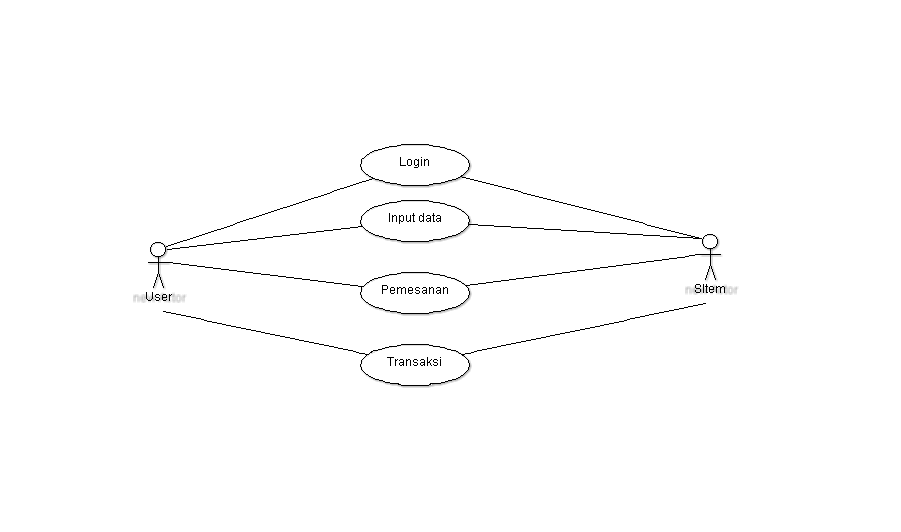 Login
Input data
User
SItem
Pemesanan
Transaksi